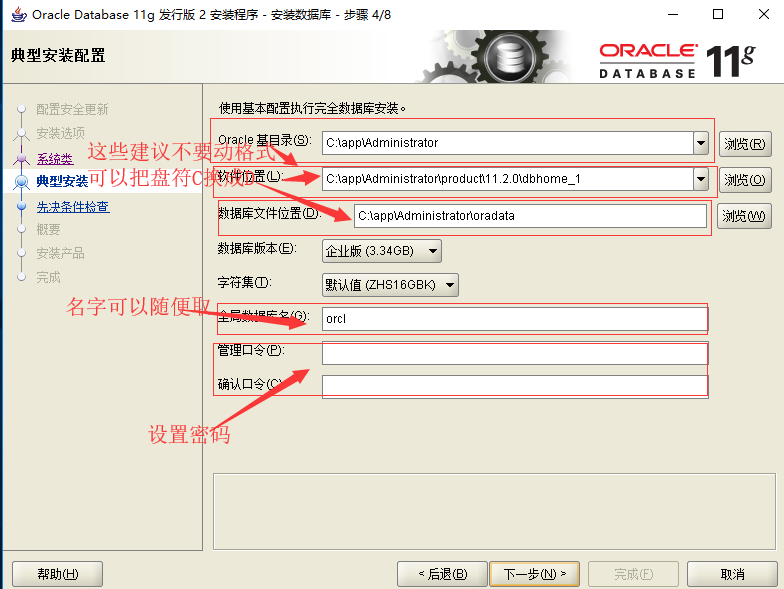 Oracle Database 11g 发行版 2 安装程序 - 安装数据库 - 步骤 4/8
典型安装配置
ORACLE DATABASE 11g
配置安全更新
安装选项
系统类
典型安装
先决条件检查
概要
安装产品
完成
使用基本配置执行完全数据库安装。
这些建议不要动格式
可以把盘符C换成D
Oracle 基目录(S): C:\app\Administrator 浏览(R)
软件位置(L): C:\app\Administrator\product\11.2.0\dbhome_1 浏览(O)
数据库文件位置(D): C:\app\Administrator\oradata 浏览(W)
数据库版本(E): 企业版 (3.34GB)
字符集(T): 默认值 (ZHS16GBK)
名字可以随便取
全局数据库名(G): orcl
管理口令(P):
确认口令(C)
设置密码
帮助(H) < 后退(B) 下一步(N) > 完成(F) 取消